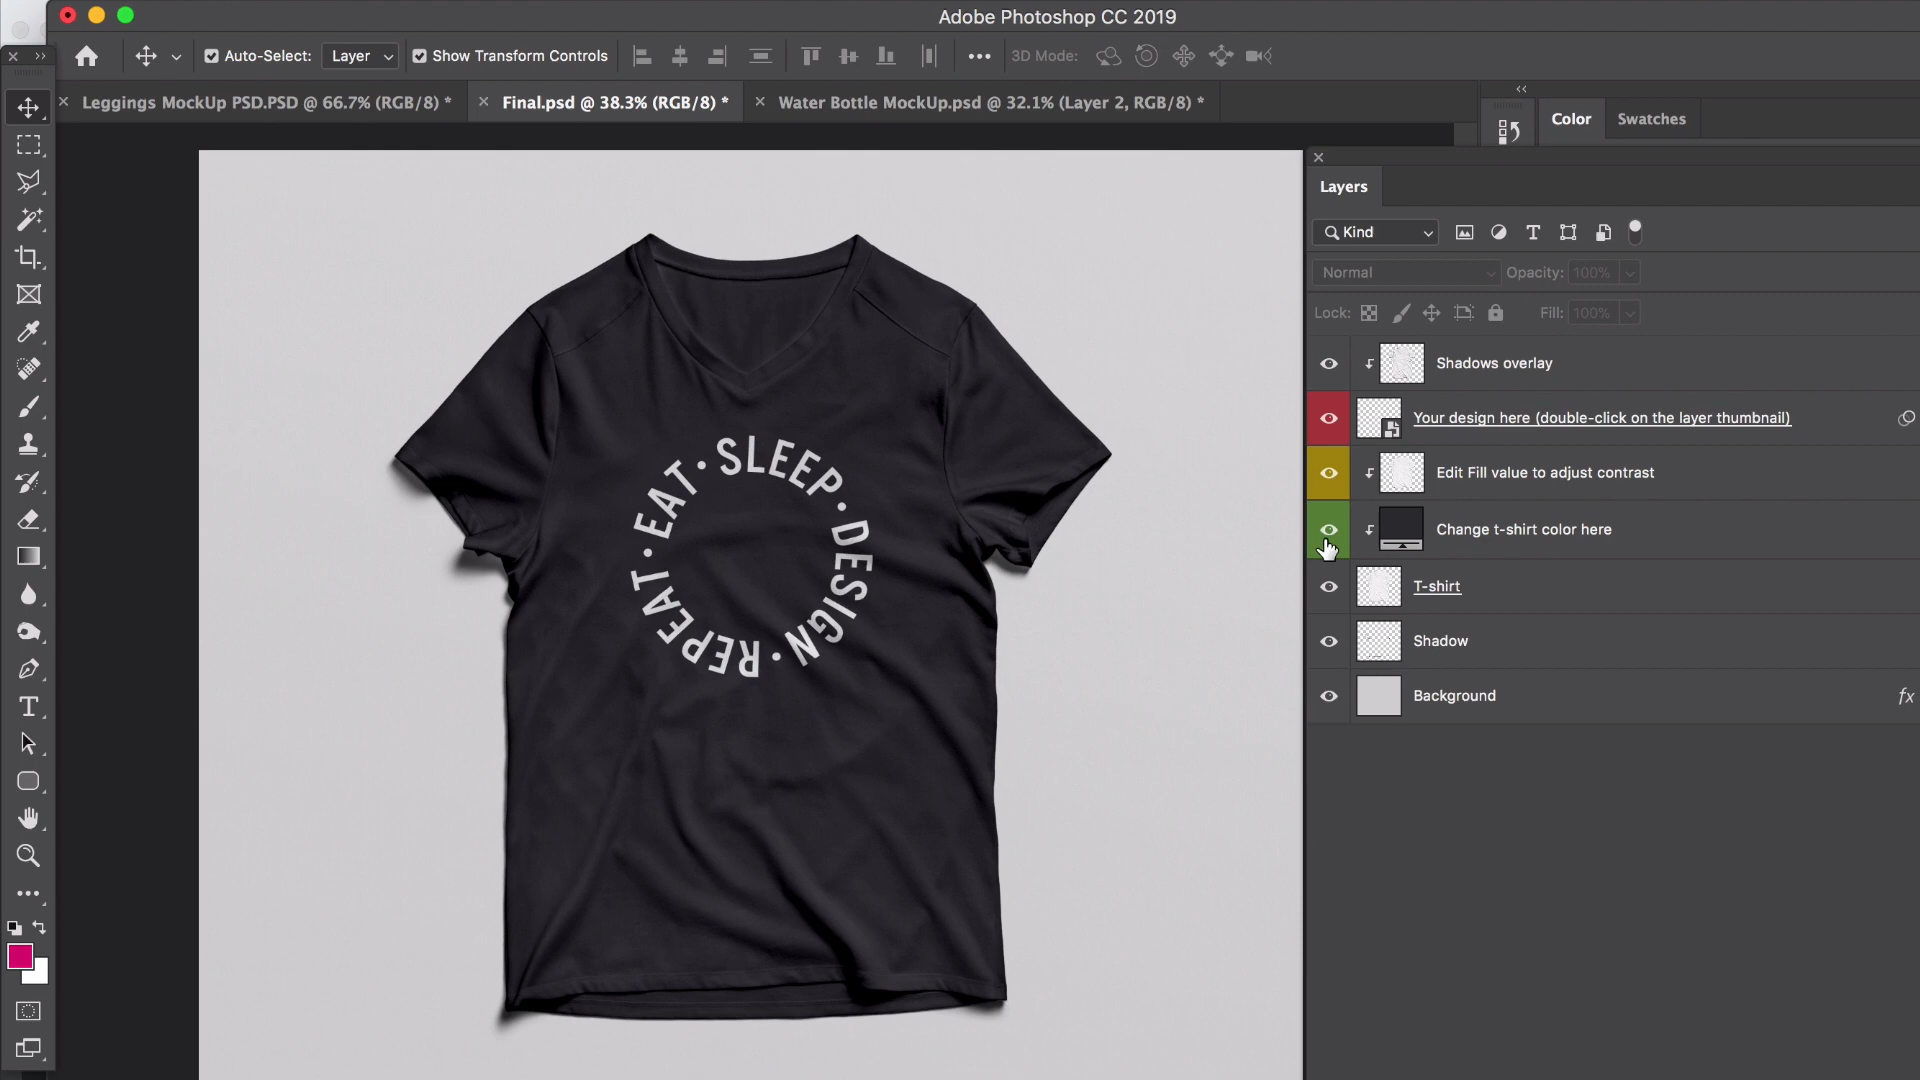 Adobe Photoshop CC 2019
Auto-Select: Layer Show Transform Controls 3D Mode:
Leggings MockUp PSD.PSD @ 66.7% (RGB/8) * Final.psd @ 38.3% (RGB/8) * Water Bottle MockUp.psd @ 32.1% (Layer 2, RGB/8) *
Color Swatches
Layers
Kind
Normal Opacity: 100%
Lock: Fill: 100%
Shadows overlay
Your design here (double-click on the layer thumbnail)
Edit Fill value to adjust contrast
Change t-shirt color here
T-shirt
Shadow
Background fx
EAT · SLEEP · DESIGN · REPEAT ·